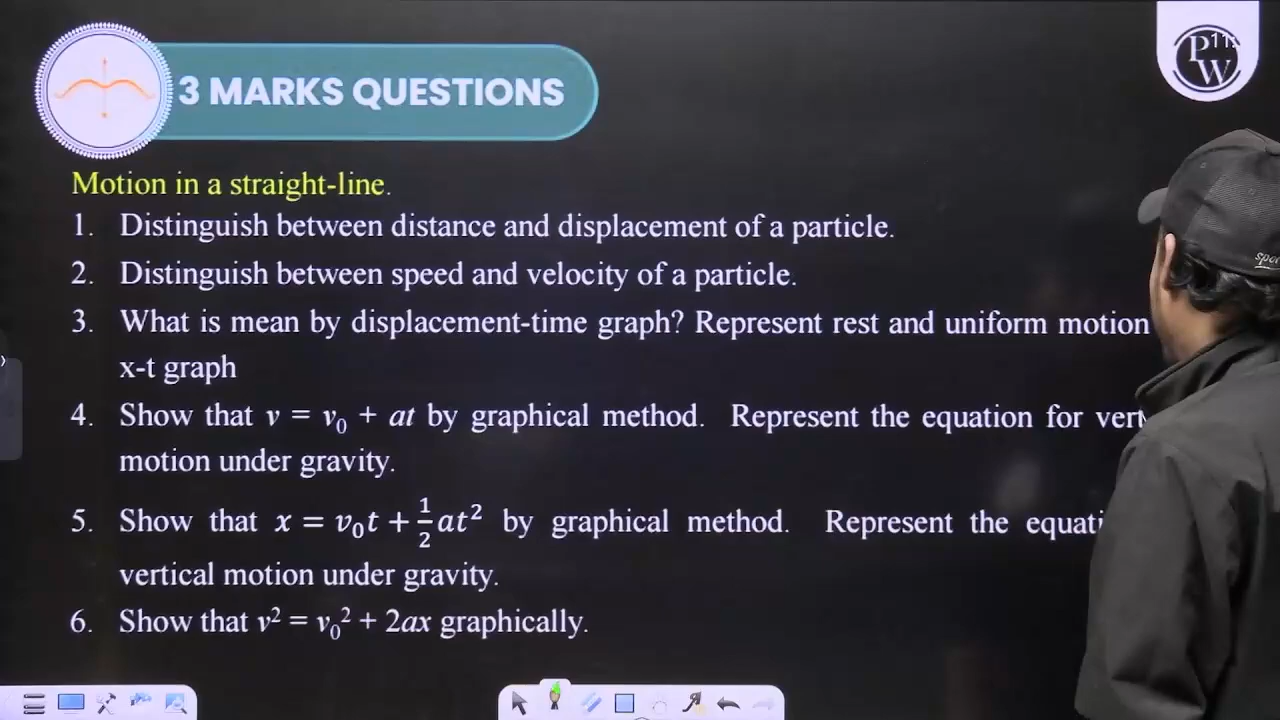 3 MARKS QUESTIONS
PW
11
Motion in a straight-line.
1. Distinguish between distance and displacement of a particle.
2. Distinguish between speed and velocity of a particle.
3. What is mean by displacement-time graph? Represent rest and uniform motion
x-t graph
4. Show that v = v₀ + at by graphical method. Represent the equation for
motion under gravity.
5. Show that x = v₀t + ½at² by graphical method. Represent the
vertical motion under gravity.
6. Show that v² = v₀² + 2ax graphically.